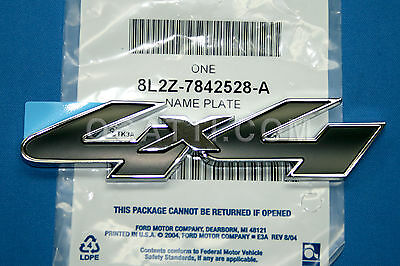 ONE
8L2Z-7842528-A
NAME PLATE
4x4
THIS PACKAGE CANNOT BE RETURNED IF OPENED
FORD MOTOR COMPANY, DEARBORN, MI 48121
PRINTED IN U.S.A. © 2004, FORD MOTOR COMPANY E3A REV 8/04
Contents conform to Federal Motor Vehicle
Safety Standards, if any are applicable.
4
LDPE